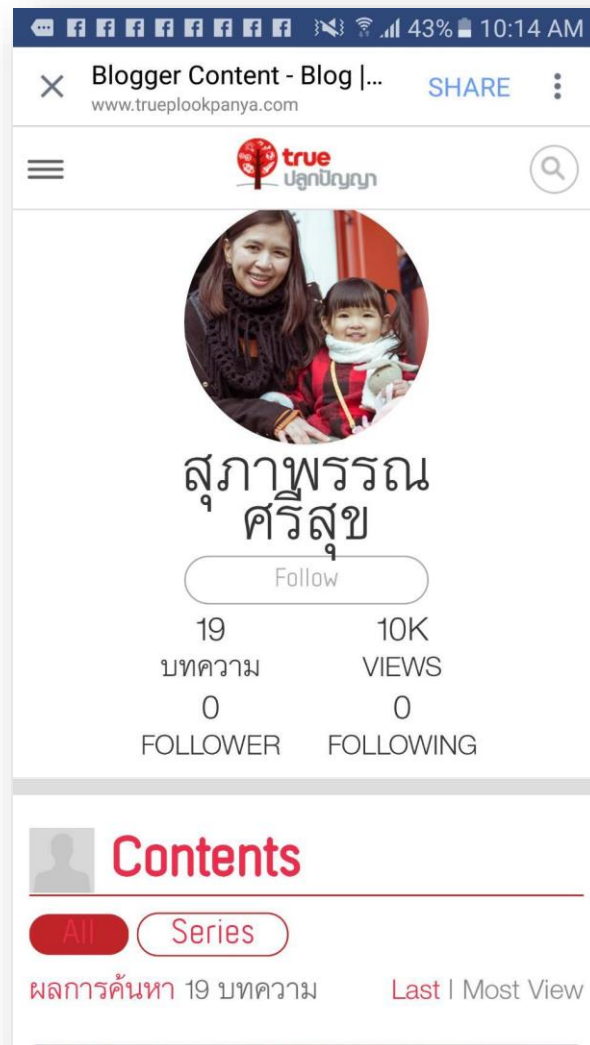 43% 10:14 AM
Blogger Content - Blog |...
www.trueplookpanya.com
SHARE
true
ปลูกปัญญา
สุภาพรรณ
ศรีสุข
Follow
19 10K
บทความ VIEWS
0 0
FOLLOWER FOLLOWING
Contents
All Series
ผลการค้นหา 19 บทความ Last | Most View